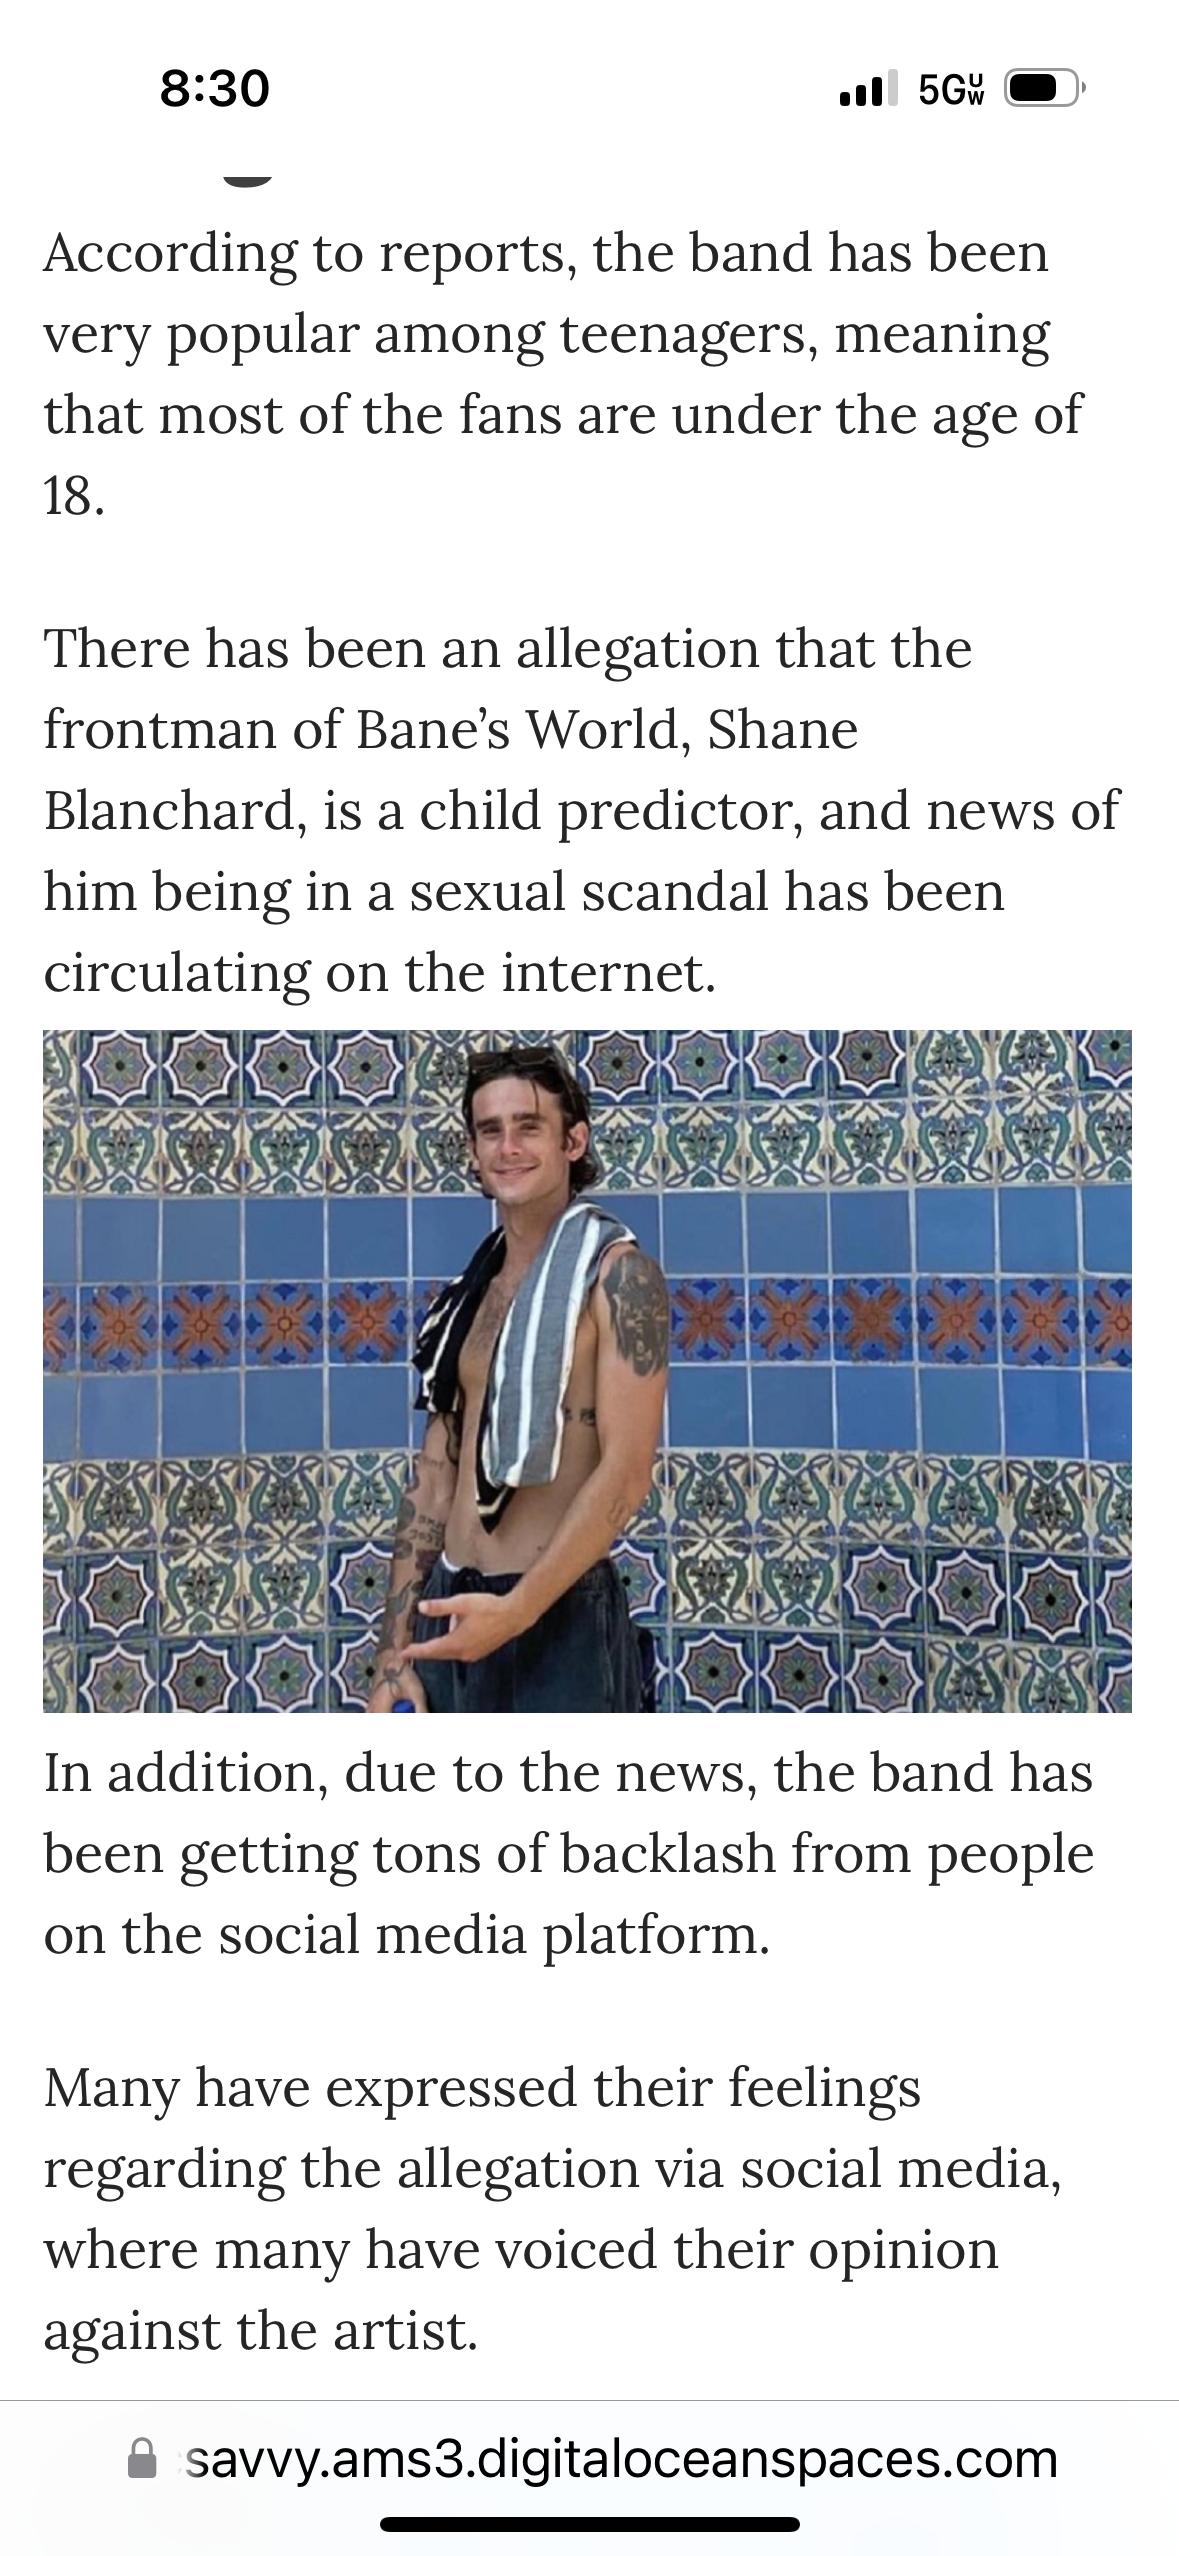 8:30
5GUW
According to reports, the band has been
very popular among teenagers, meaning
that most of the fans are under the age of
18.
There has been an allegation that the
frontman of Bane’s World, Shane
Blanchard, is a child predictor, and news of
him being in a sexual scandal has been
circulating on the internet.
In addition, due to the news, the band has
been getting tons of backlash from people
on the social media platform.
Many have expressed their feelings
regarding the allegation via social media,
where many have voiced their opinion
against the artist.
savvy.ams3.digitaloceanspaces.com